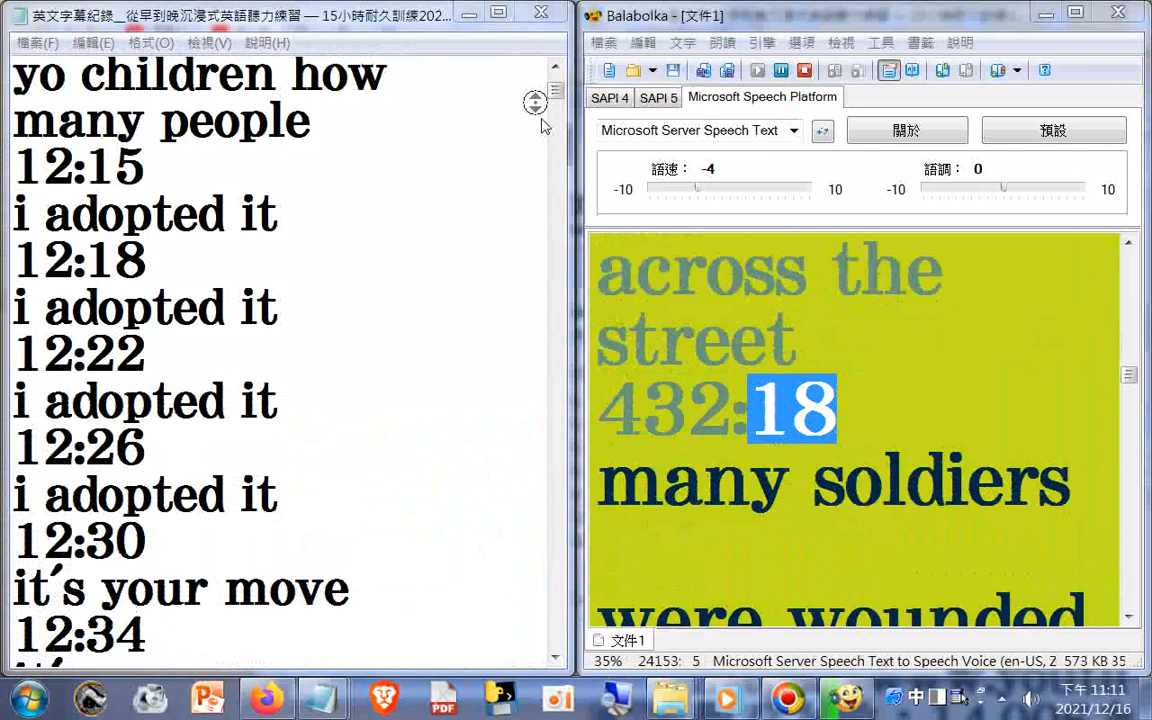 英文字幕紀錄__從早到晚沉浸式英語聽力練習 — 15小時耐久訓練202...
檔案(F) 編輯(E) 格式(O) 檢視(V) 說明(H)
yo children how
many people
12:15
i adopted it
12:18
i adopted it
12:22
i adopted it
12:26
i adopted it
12:30
it's your move
12:34
Balabolka - [文件1]
檔案 編輯 文字 朗讀 引擎 選項 檢視 工具 書籤 說明
SAPI 4 SAPI 5 Microsoft Speech Platform
Microsoft Server Speech Text 關於 預設
語速： -4 語調： 0
-10 10 -10 10
across the
street
432:18
many soldiers
were wounded
文件1
35% 24153: 5 Microsoft Server Speech Text to Speech Voice (en-US, Z 573 KB 35
中 下午 11:11
2021/12/16